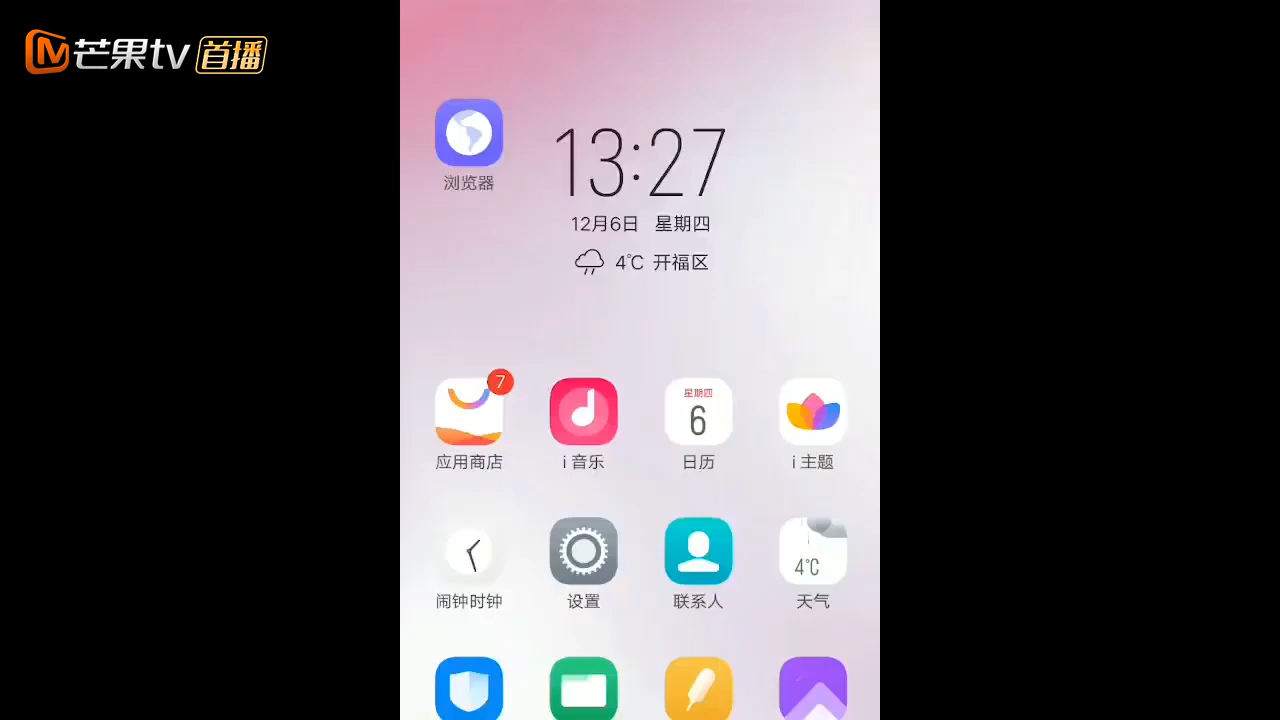 芒果tv 首播
浏览器
13:27
12月6日 星期四
4℃ 开福区
7
应用商店
i 音乐
星期四
6
日历
i 主题
闹钟时钟
设置
联系人
4℃
天气